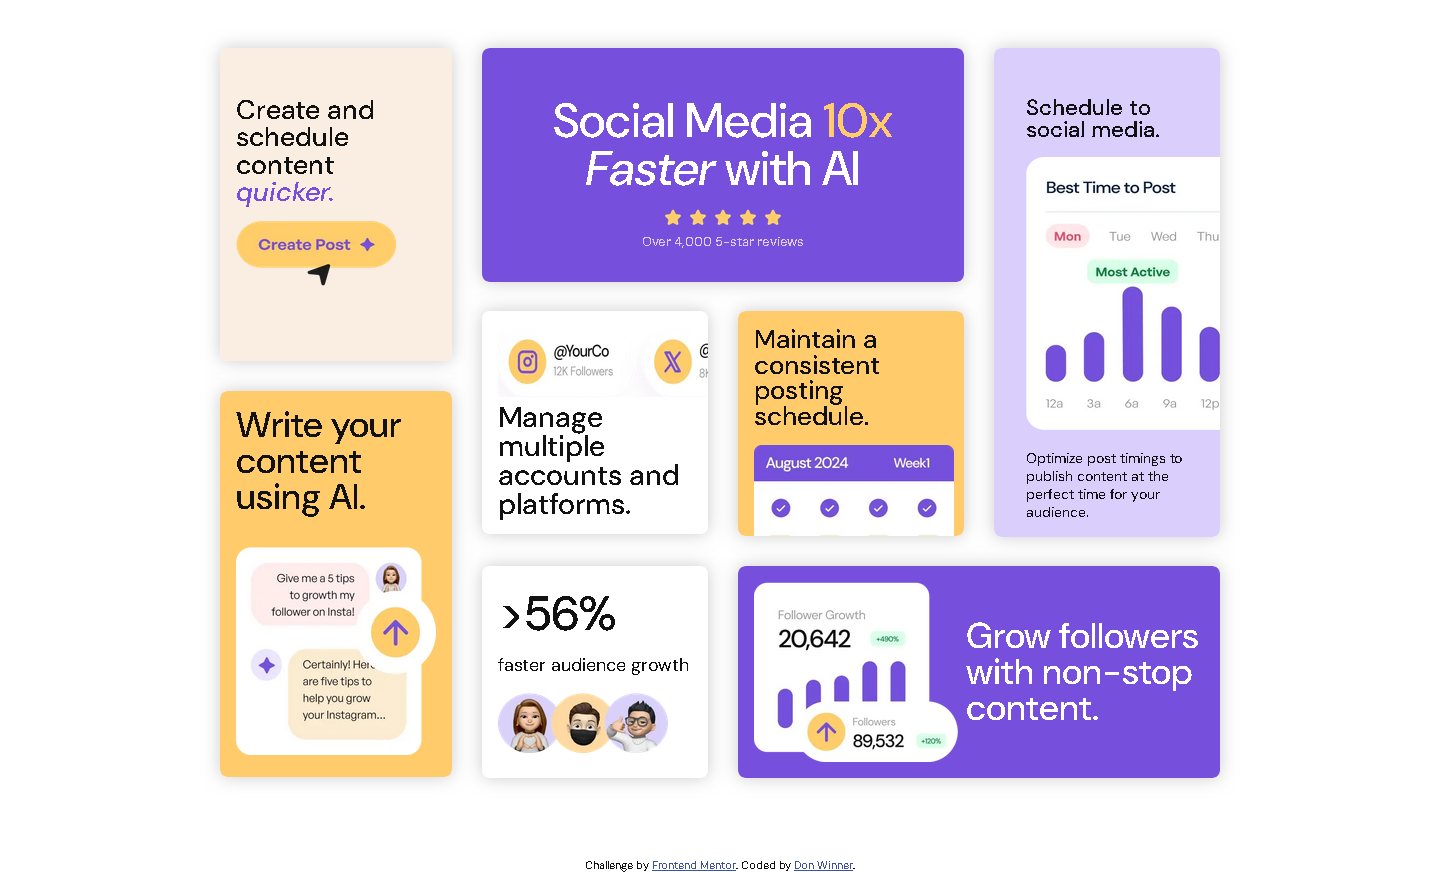 Create and
schedule
content
quicker.
Create Post
Social Media 10x
Faster with AI
Over 4,000 5-star reviews
Schedule to
social media.
Best Time to Post
Mon Tue Wed Thu
Most Active
12a 3a 6a 9a 12p
Optimize post timings to
publish content at the
perfect time for your
audience.
@YourCo
12K Followers
@
8K
Manage
multiple
accounts and
platforms.
Maintain a
consistent
posting
schedule.
August 2024 Week1
Write your
content
using AI.
Give me a 5 tips
to growth my
follower on Insta!
Certainly! Here
are five tips to
help you grow
your Instagram...
>56%
faster audience growth
Follower Growth
20,642 +490%
Followers
89,532 +120%
Grow followers
with non-stop
content.
Challenge by Frontend Mentor. Coded by Don Winner.